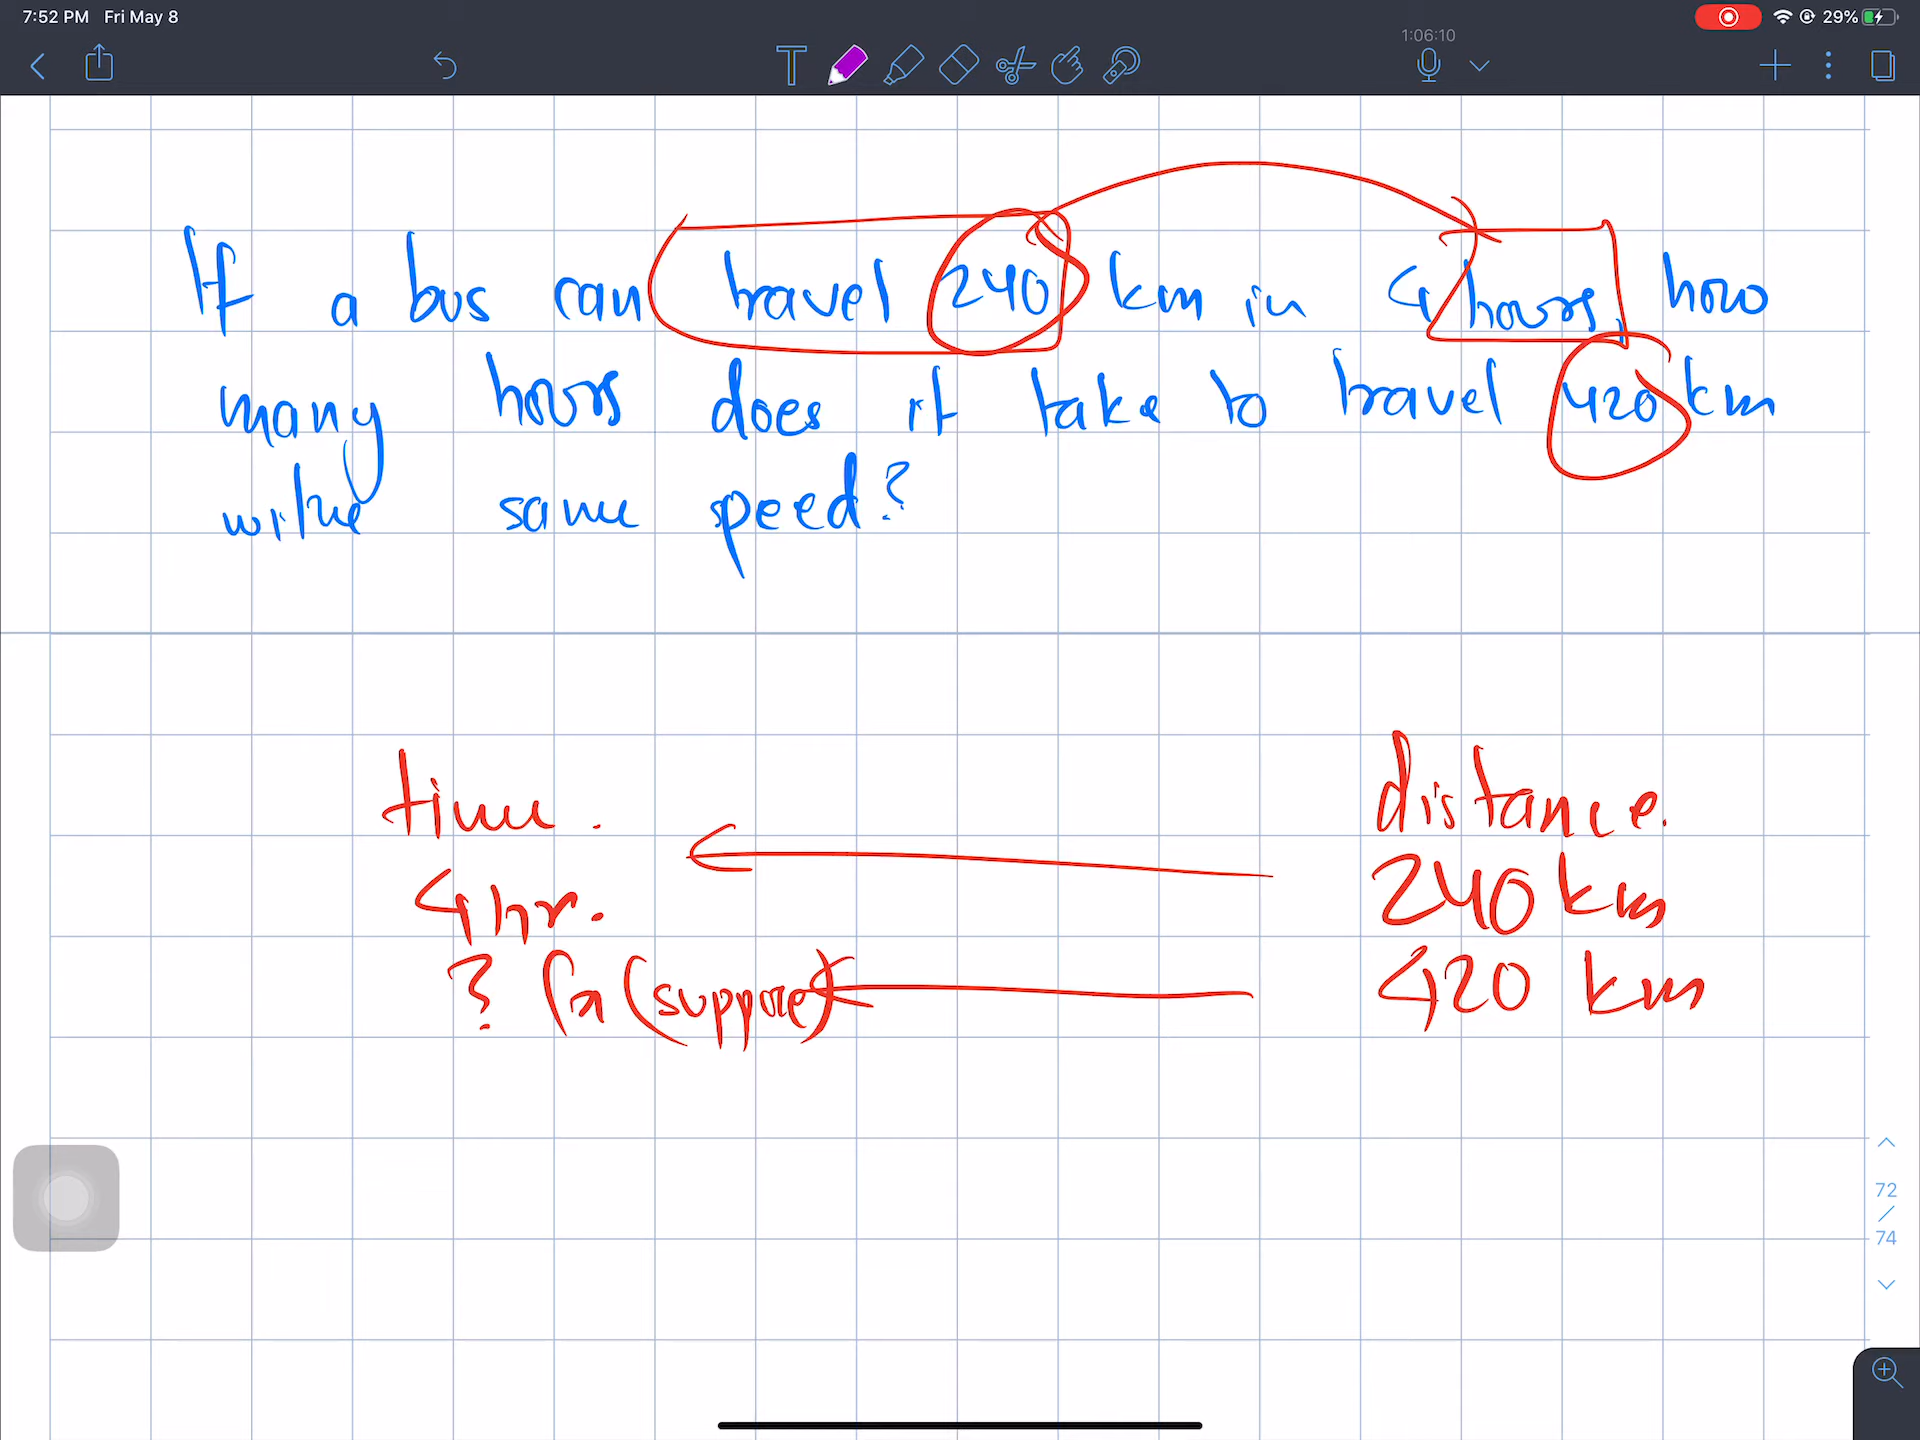 7:52 PM Fri May 8
29%
1:06:10
If a bus can travel 240 km in 4 hours, how
many hours does it take to travel 420 km
withe same speed?
time. distance.
4 hr. 240 km
? (suppose) 420 km
72
/
74